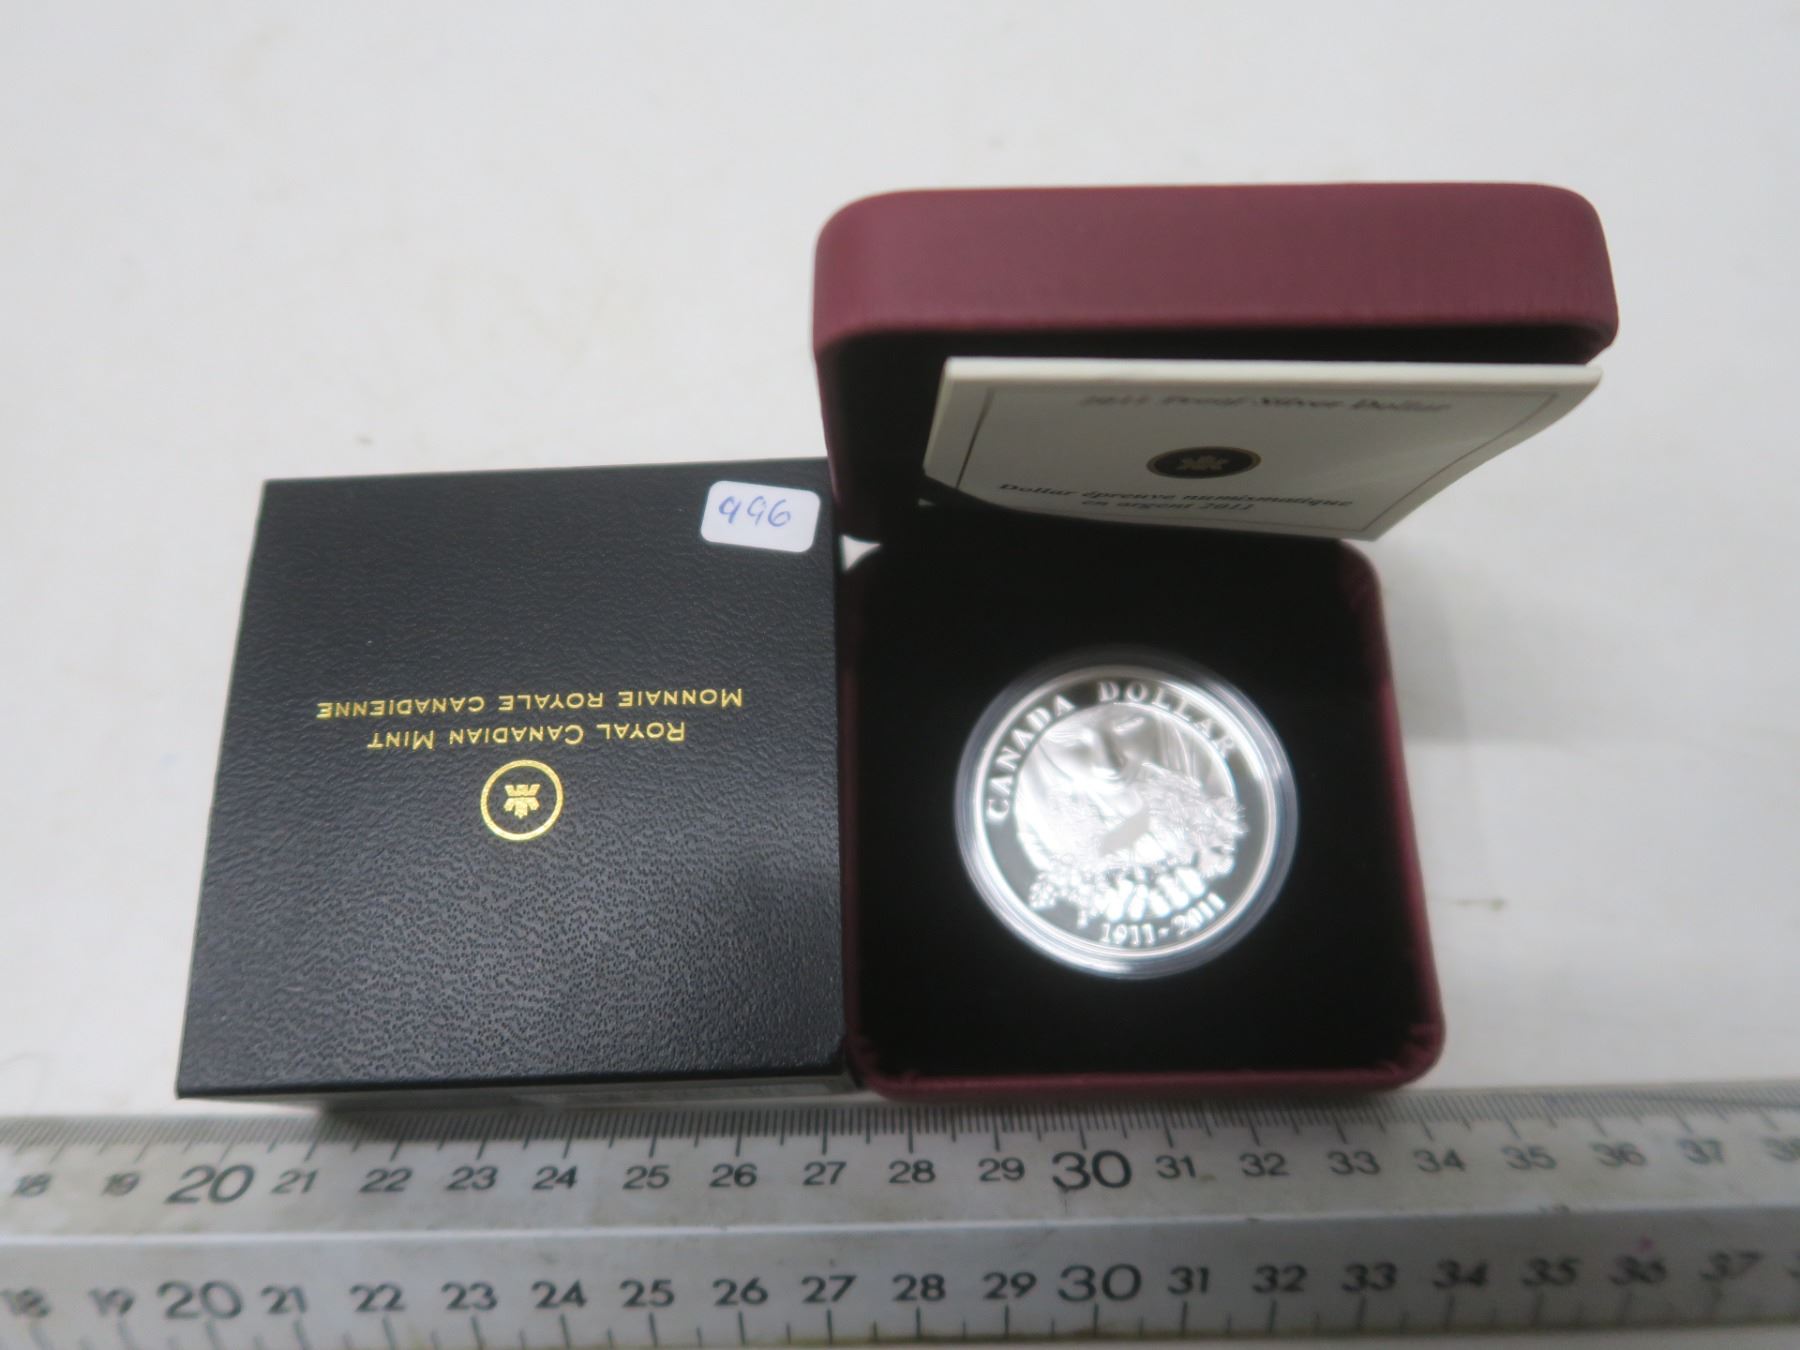 2011 Proof Silver Dollar
Dollar épreuve numismatique
en argent 2011
996
ROYAL CANADIAN MINT
MONNAIE ROYALE CANADIENNE
CANADA DOLLAR
1911-2011
18 19 20 21 22 23 24 25 26 27 28 29 30 31 32 33 34 35 36 37 38
18 19 20 21 22 23 24 25 26 27 28 29 30 31 32 33 34 35 36 37